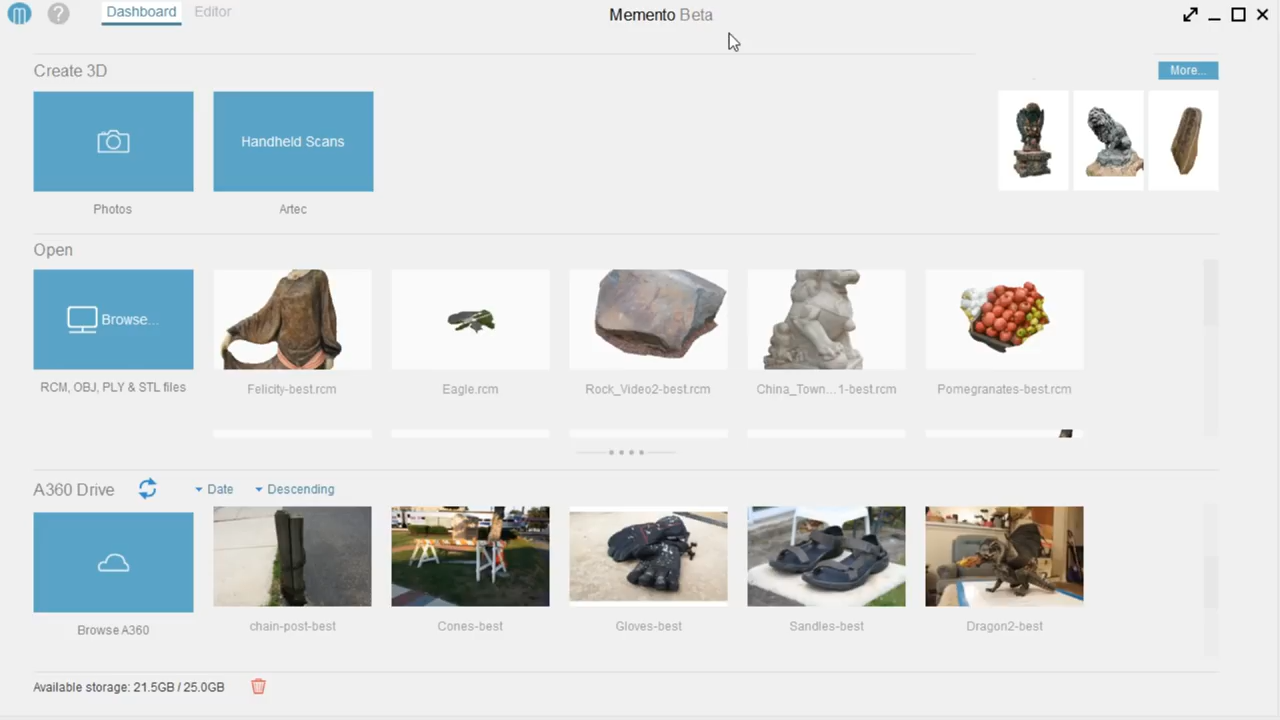 Dashboard
Editor
Memento Beta
Create 3D
More...
Handheld Scans
Photos
Artec
Open
Browse...
RCM, OBJ, PLY & STL files
Felicity-best.rcm
Eagle.rcm
Rock_Video2-best.rcm
China_Town...1-best.rcm
Pomegranates-best.rcm
A360 Drive
Date
Descending
Browse A360
chain-post-best
Cones-best
Gloves-best
Sandles-best
Dragon2-best
Available storage: 21.5GB / 25.0GB